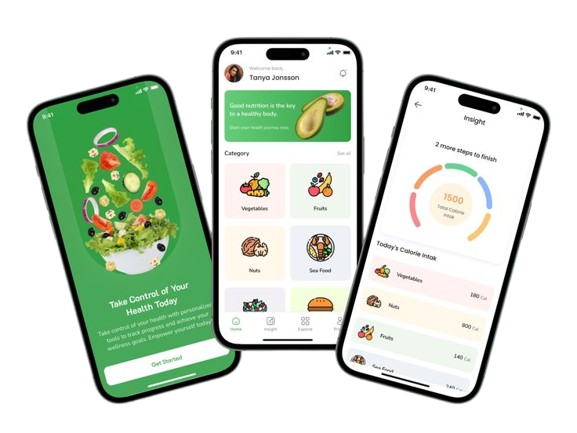 9:41
Take Control of Your
Health Today
Take control of your health with personalized
tools to track progress and achieve your
wellness goals. Empower yourself today!
Get Started
9:41
Welcome back,
Tanya Jonsson
Good nutrition is the key
to a healthy body.
Start your health journey now.
Category
See all
Vegetables
Fruits
Nuts
Sea Food
Home
Insight
Explore
9:41
Insight
2 more steps to finish
1500
Total Calorie
Intak
Today's Calorie Intak
Vegetables
180 Cal
Nuts
900 Cal
Fruits
140 Cal
Sea Food
Cal